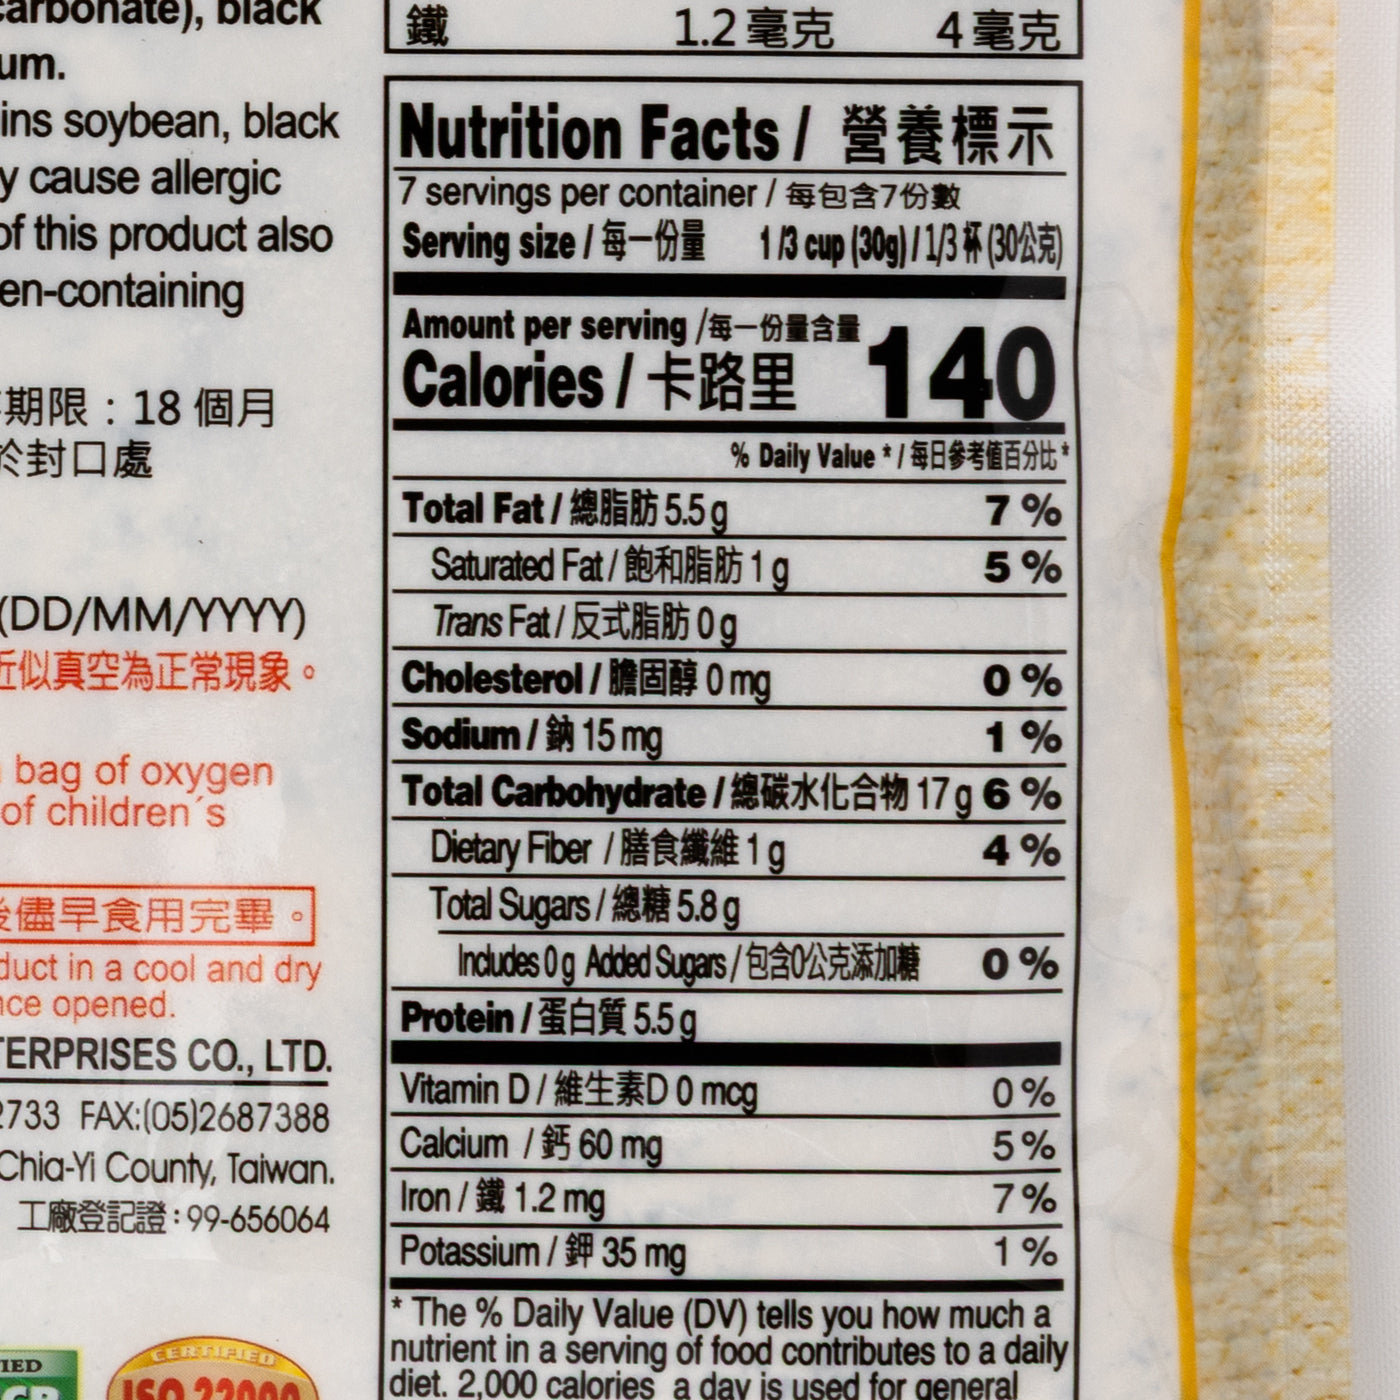 carbonate), black
um.
ins soybean, black
y cause allergic
of this product also
en-containing
期限：18 個月
於封口處
(DD/MM/YYYY)
近似真空為正常現象。
bag of oxygen
of children´s
後儘早食用完畢。
duct in a cool and dry
nce opened.
TERPRISES CO., LTD.
2733 FAX:(05)2687388
Chia-Yi County, Taiwan.
工廠登記證:99-656064
IED
CERTIFIED
ISO 22000
鐵 1.2 毫克 4 毫克
Nutrition Facts / 營養標示
7 servings per container / 每包含7份數
Serving size / 每一份量 1/3 cup (30g) / 1/3 杯 (30公克)
Amount per serving /每一份量含量
Calories / 卡路里 140
% Daily Value * / 每日參考值百分比 *
Total Fat / 總脂肪 5.5 g 7 %
Saturated Fat / 飽和脂肪 1 g 5 %
Trans Fat / 反式脂肪 0 g
Cholesterol / 膽固醇 0 mg 0 %
Sodium / 鈉 15 mg 1 %
Total Carbohydrate / 總碳水化合物 17 g 6 %
Dietary Fiber / 膳食纖維 1 g 4 %
Total Sugars / 總糖 5.8 g
Includes 0 g Added Sugars / 包含0公克添加糖 0 %
Protein / 蛋白質 5.5 g
Vitamin D / 維生素D 0 mcg 0 %
Calcium / 鈣 60 mg 5 %
Iron / 鐵 1.2 mg 7 %
Potassium / 鉀 35 mg 1 %
* The % Daily Value (DV) tells you how much a
nutrient in a serving of food contributes to a daily
diet. 2,000 calories a day is used for general